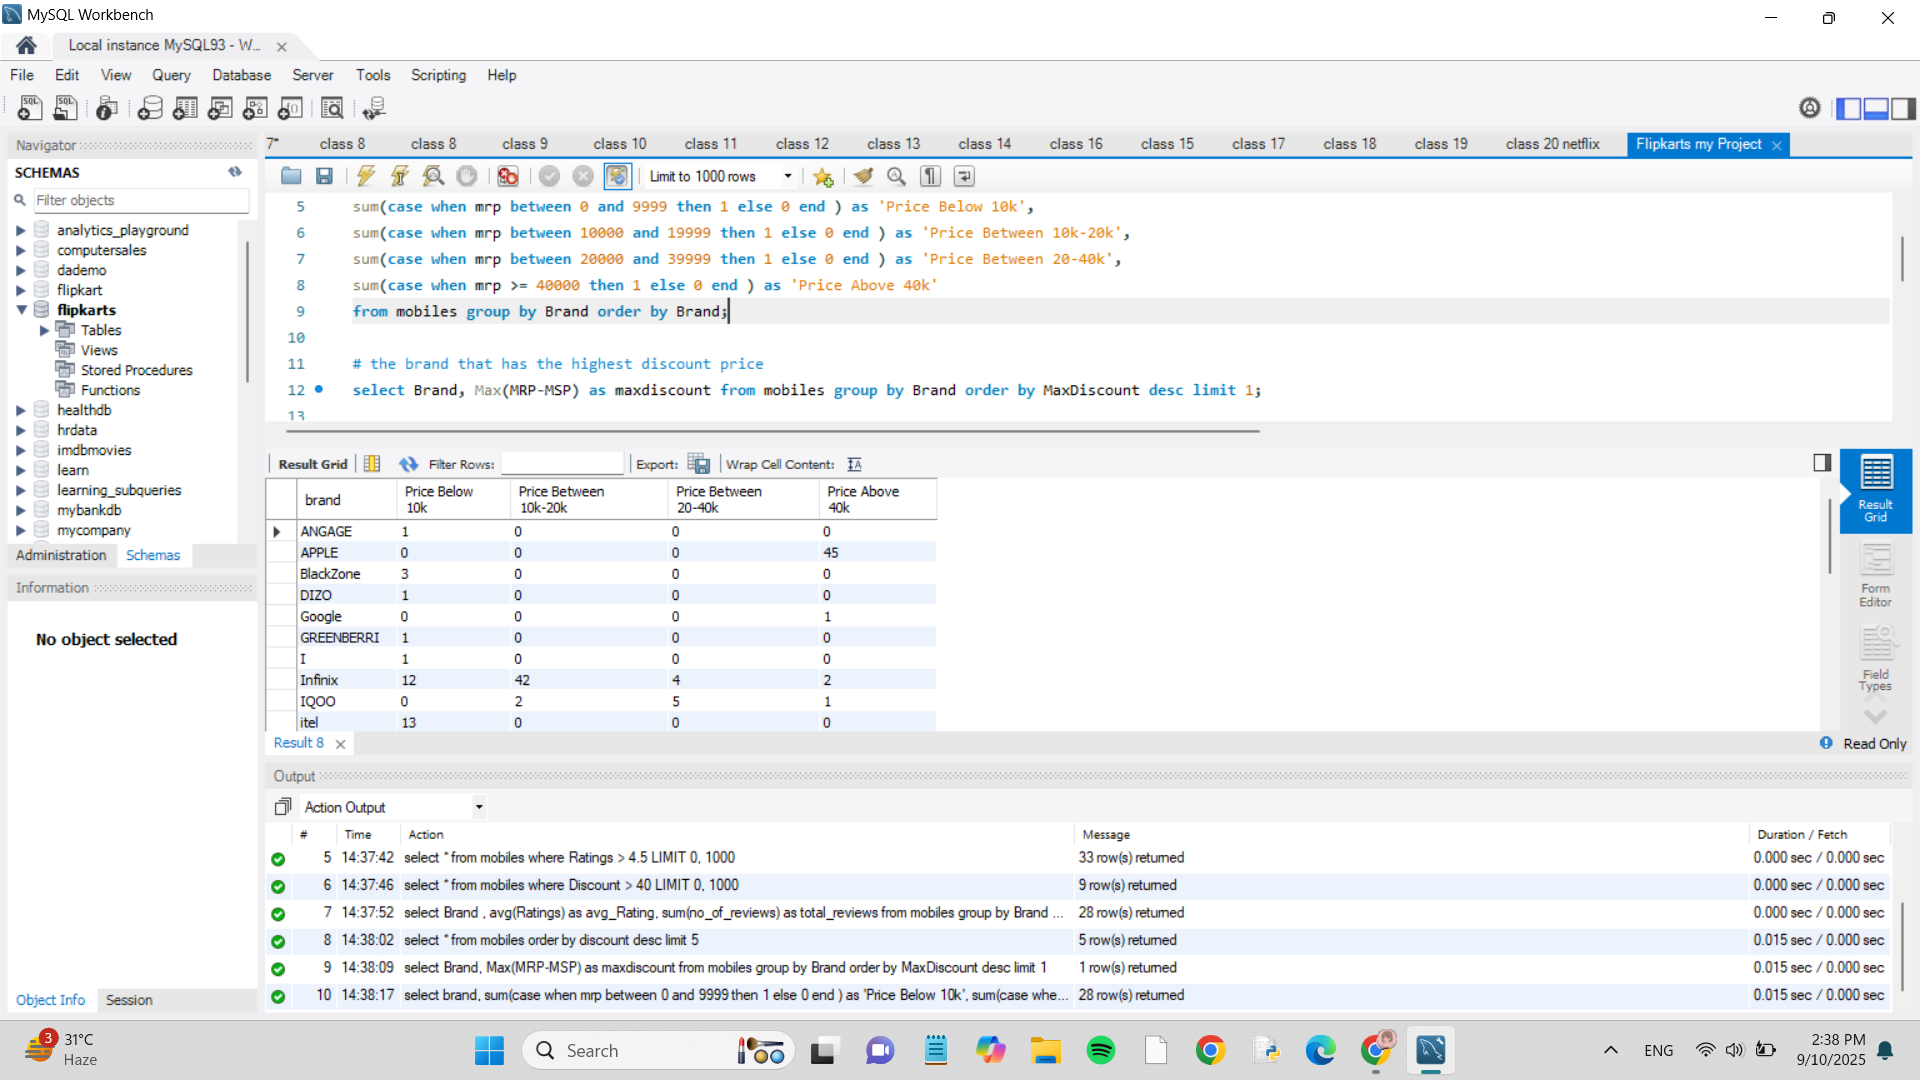 MySQL Workbench
Local instance MySQL93 - W...
File Edit View Query Database Server Tools Scripting Help
Navigator
SCHEMAS
Filter objects
analytics_playground
computersales
dademo
flipkart
flipkarts
Tables
Views
Stored Procedures
Functions
healthdb
hrdata
imdbmovies
learn
learning_subqueries
mybankdb
mycompany
Administration Schemas
Information
No object selected
Object Info Session
7* class 8 class 8 class 9 class 10 class 11 class 12 class 13 class 14 class 16 class 15 class 17 class 18 class 19 class 20 netflix Flipkarts my Project
Limit to 1000 rows
5 sum(case when mrp between 0 and 9999 then 1 else 0 end ) as 'Price Below 10k',
6 sum(case when mrp between 10000 and 19999 then 1 else 0 end ) as 'Price Between 10k-20k',
7 sum(case when mrp between 20000 and 39999 then 1 else 0 end ) as 'Price Between 20-40k',
8 sum(case when mrp >= 40000 then 1 else 0 end ) as 'Price Above 40k'
9 from mobiles group by Brand order by Brand;
10
11 # the brand that has the highest discount price
12 select Brand, Max(MRP-MSP) as maxdiscount from mobiles group by Brand order by MaxDiscount desc limit 1;
13
Result Grid Filter Rows: Export: Wrap Cell Content:
brand Price Below 10k Price Between 10k-20k Price Between 20-40k Price Above 40k
ANGAGE 1 0 0 0
APPLE 0 0 0 45
BlackZone 3 0 0 0
DIZO 1 0 0 0
Google 0 0 0 1
GREENBERRI 1 0 0 0
I 1 0 0 0
Infinix 12 42 4 2
IQOO 0 2 5 1
itel 13 0 0 0
Result Grid
Form Editor
Field Types
Result 8
Read Only
Output
Action Output
# Time Action Message Duration / Fetch
5 14:37:42 select * from mobiles where Ratings > 4.5 LIMIT 0, 1000 33 row(s) returned 0.000 sec / 0.000 sec
6 14:37:46 select * from mobiles where Discount > 40 LIMIT 0, 1000 9 row(s) returned 0.000 sec / 0.000 sec
7 14:37:52 select Brand , avg(Ratings) as avg_Rating, sum(no_of_reviews) as total_reviews from mobiles group by Brand ... 28 row(s) returned 0.000 sec / 0.000 sec
8 14:38:02 select * from mobiles order by discount desc limit 5 5 row(s) returned 0.015 sec / 0.000 sec
9 14:38:09 select Brand, Max(MRP-MSP) as maxdiscount from mobiles group by Brand order by MaxDiscount desc limit 1 1 row(s) returned 0.015 sec / 0.000 sec
10 14:38:17 select brand, sum(case when mrp between 0 and 9999 then 1 else 0 end ) as 'Price Below 10k', sum(case whe... 28 row(s) returned 0.015 sec / 0.000 sec
3
31°C
Haze
Search
ENG
2:38 PM
9/10/2025